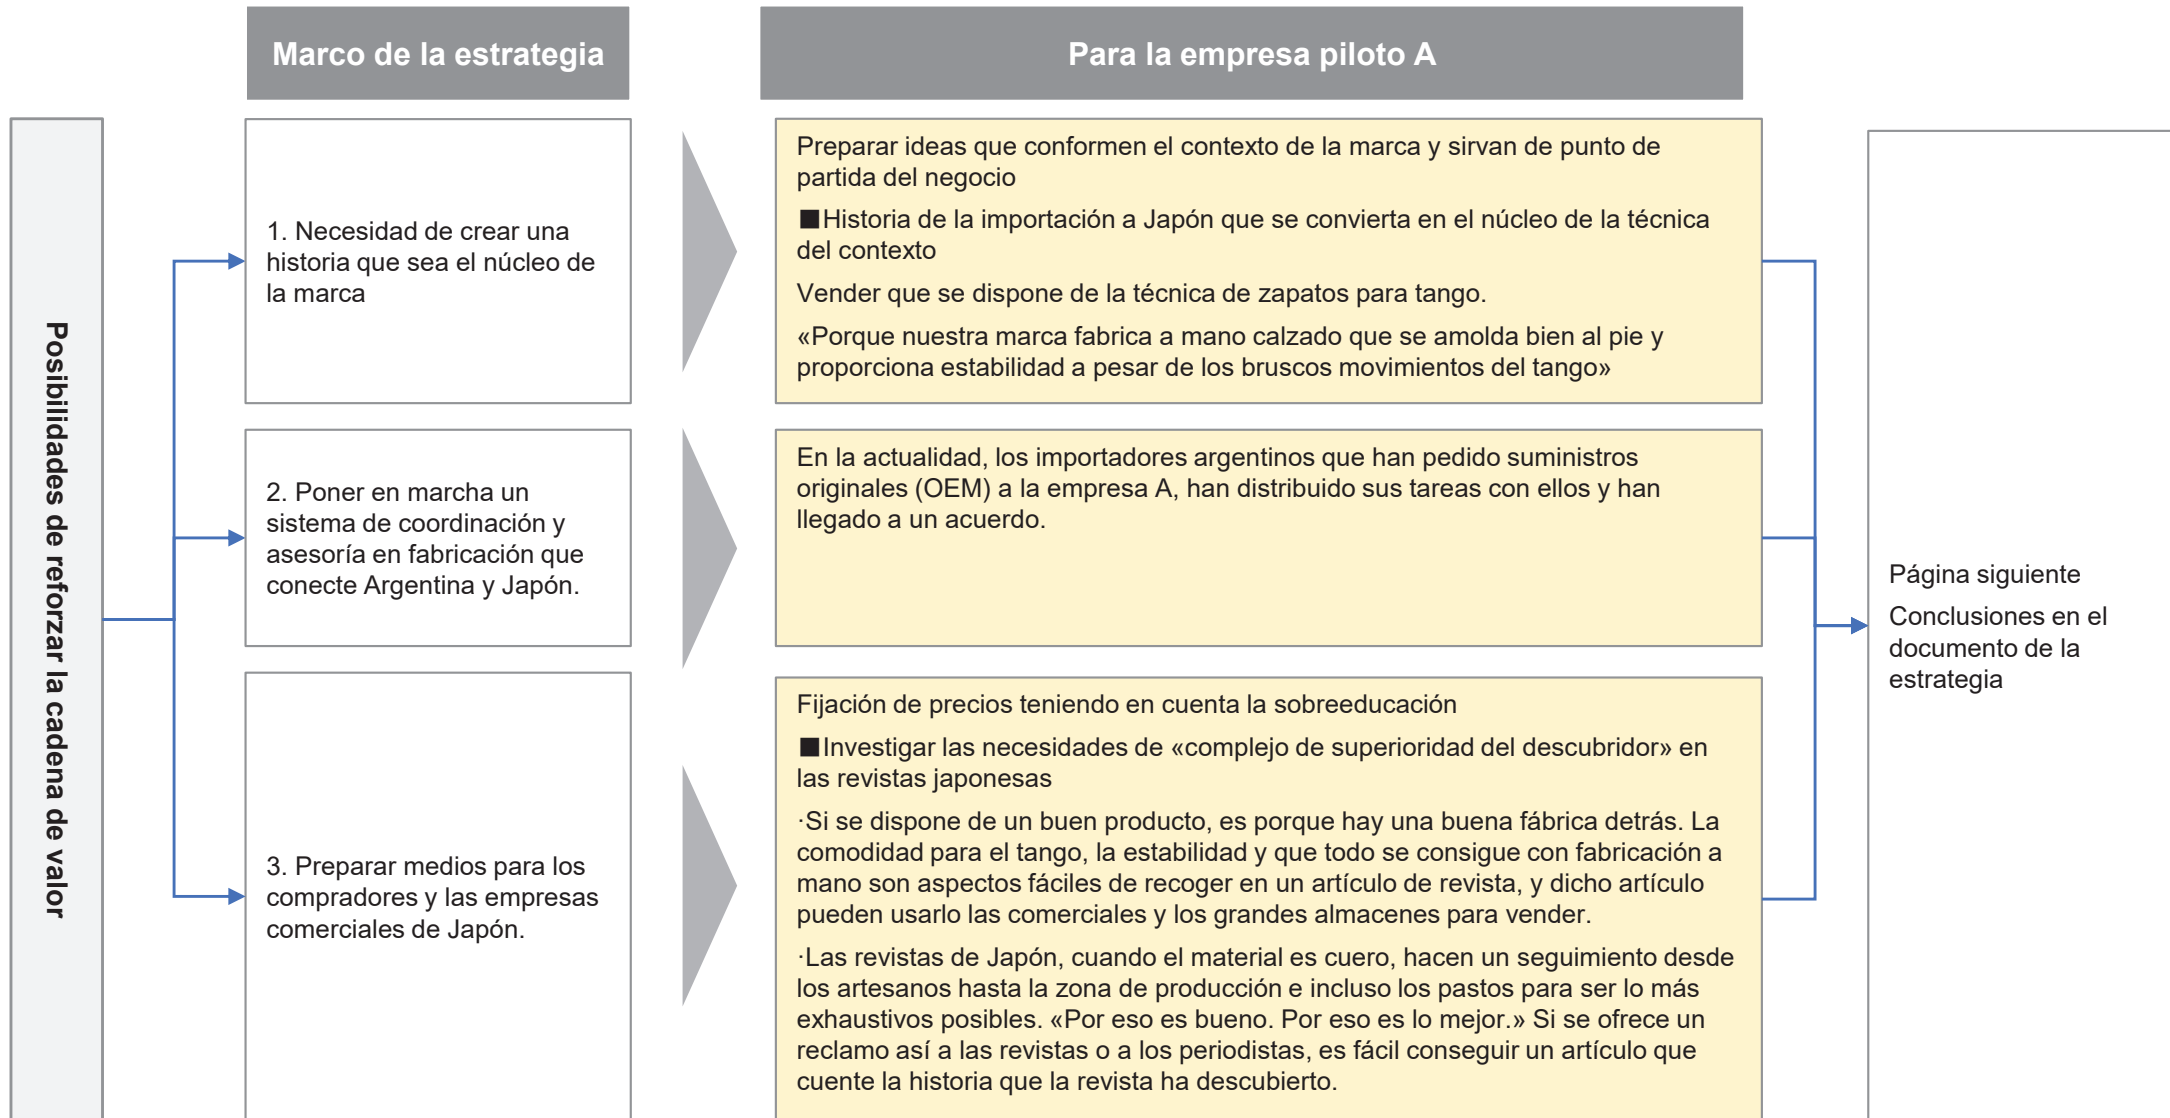 Marco de la estrategia
Para la empresa piloto A
Posibilidades de reforzar la cadena de valor
1. Necesidad de crear una
historia que sea el núcleo de
la marca
Preparar ideas que conformen el contexto de la marca y sirvan de punto de
partida del negocio
■Historia de la importación a Japón que se convierta en el núcleo de la técnica
del contexto
Vender que se dispone de la técnica de zapatos para tango.
«Porque nuestra marca fabrica a mano calzado que se amolda bien al pie y
proporciona estabilidad a pesar de los bruscos movimientos del tango»
2. Poner en marcha un
sistema de coordinación y
asesoría en fabricación que
conecte Argentina y Japón.
En la actualidad, los importadores argentinos que han pedido suministros
originales (OEM) a la empresa A, han distribuido sus tareas con ellos y han
llegado a un acuerdo.
3. Preparar medios para los
compradores y las empresas
comerciales de Japón.
Fijación de precios teniendo en cuenta la sobreeducación
■Investigar las necesidades de «complejo de superioridad del descubridor» en
las revistas japonesas
·Si se dispone de un buen producto, es porque hay una buena fábrica detrás. La
comodidad para el tango, la estabilidad y que todo se consigue con fabricación a
mano son aspectos fáciles de recoger en un artículo de revista, y dicho artículo
pueden usarlo las comerciales y los grandes almacenes para vender.
·Las revistas de Japón, cuando el material es cuero, hacen un seguimiento desde
los artesanos hasta la zona de producción e incluso los pastos para ser lo más
exhaustivos posibles. «Por eso es bueno. Por eso es lo mejor.» Si se ofrece un
reclamo así a las revistas o a los periodistas, es fácil conseguir un artículo que
cuente la historia que la revista ha descubierto.
Página siguiente
Conclusiones en el
documento de la
estrategia